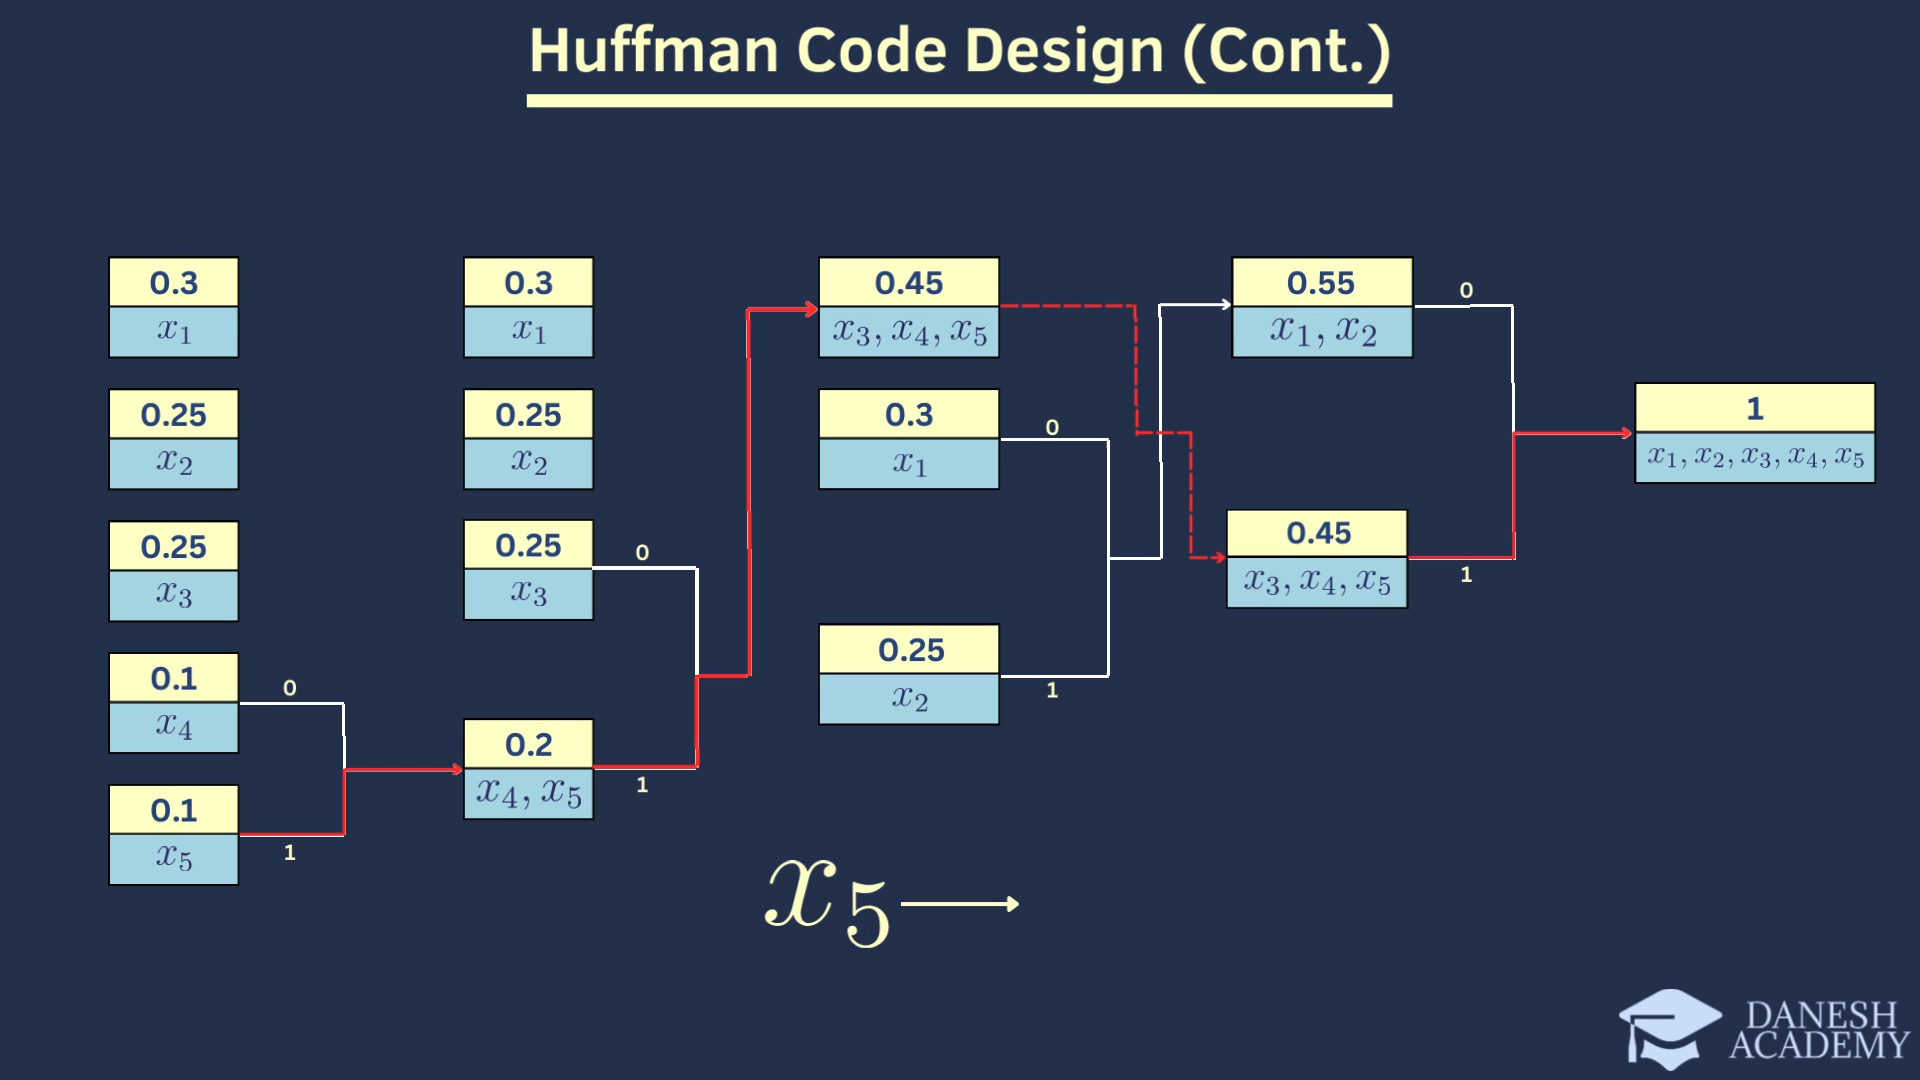 Huffman Code Design (Cont.)
0.3
x₁
0.25
x₂
0.25
x₃
0.1
x₄
0
0.1
x₅
1
0.3
x₁
0.25
x₂
0.25
x₃
0
0.2
x₄, x₅
1
0.45
x₃, x₄, x₅
0.3
x₁
0
0.25
x₂
1
0.55
x₁, x₂
0
0.45
x₃, x₄, x₅
1
1
x₁, x₂, x₃, x₄, x₅
x₅
DANESH
ACADEMY